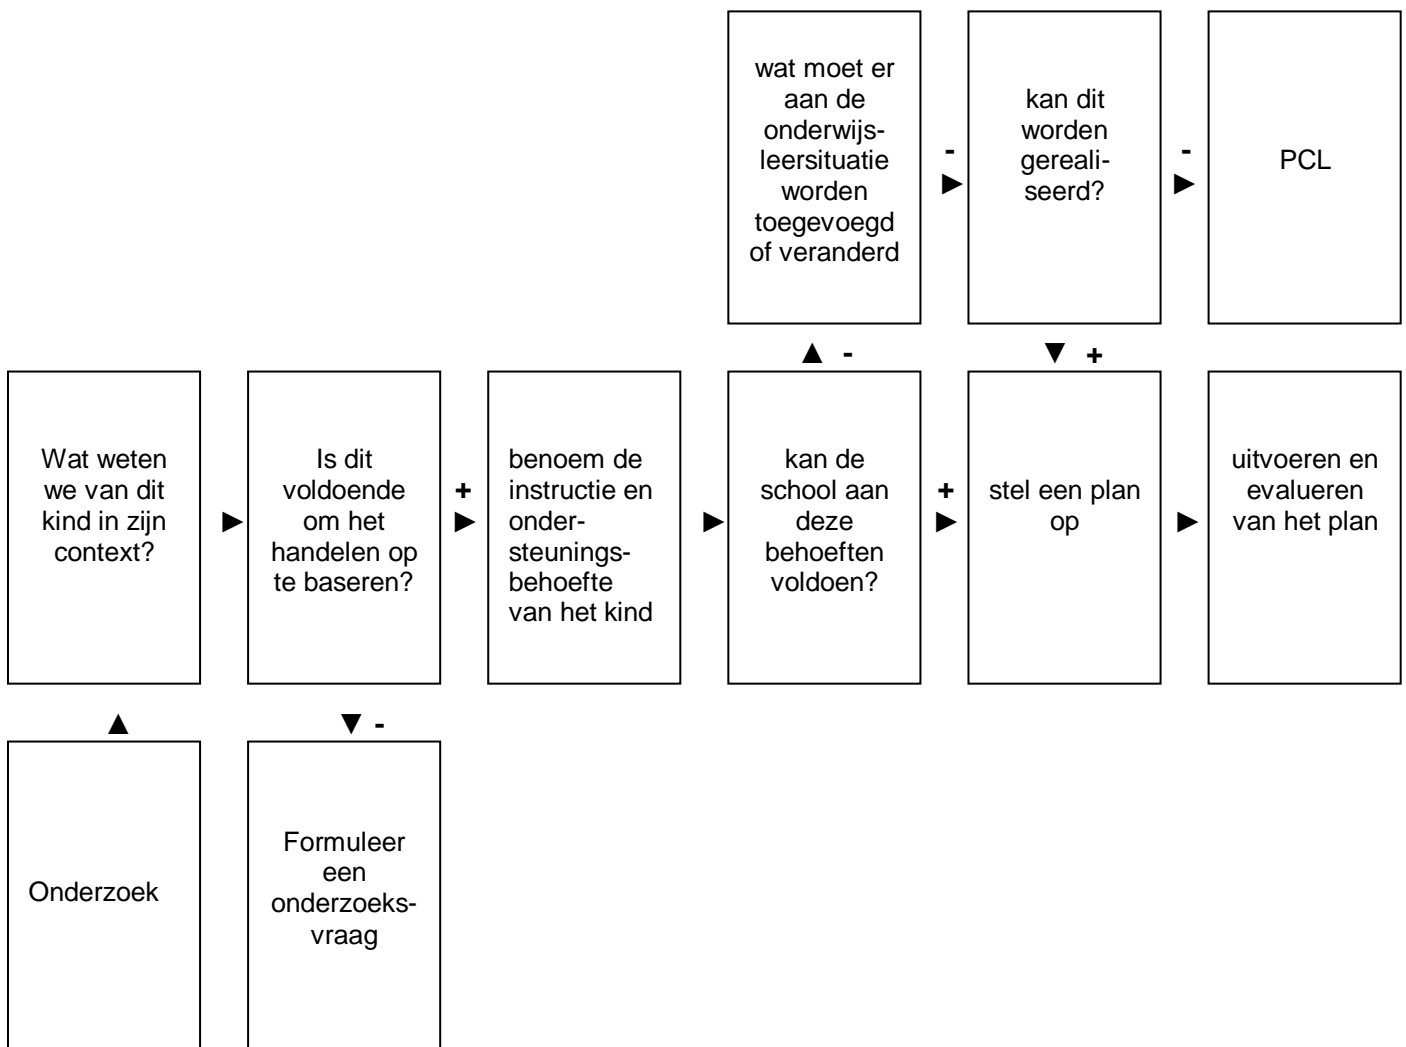 wat moet er
aan de
onderwijs-
leersituatie
worden
toegevoegd
of veranderd
-
►
kan dit
worden
gereali-
seerd?
-
►
PCL
▲ -
▼ +
Wat weten
we van dit
kind in zijn
context?
►
Is dit
voldoende
om het
handelen op
te baseren?
+
►
benoem de
instructie en
onder-
steunings-
behoefte
van het kind
►
kan de
school aan
deze
behoeften
voldoen?
+
►
stel een plan
op
►
uitvoeren en
evalueren
van het plan
▲
▼ -
Onderzoek
Formuleer
een
onderzoeks-
vraag